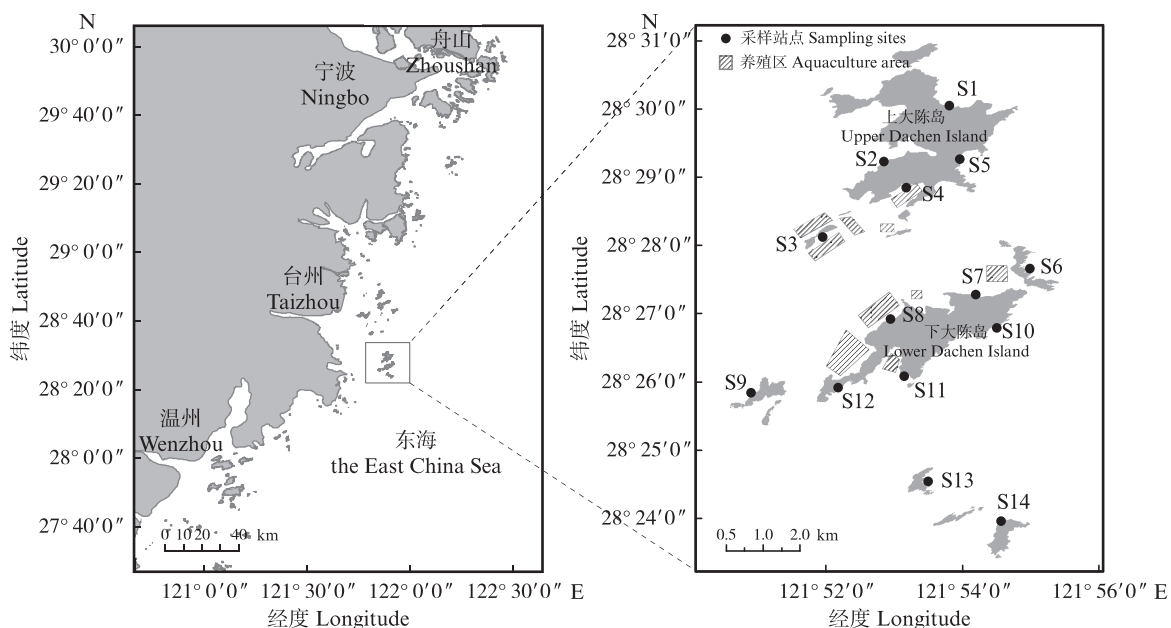 N
30° 0′0″
29° 40′0″
29° 20′0″
29° 0′0″
28° 40′0″
28° 20′0″
28° 0′0″
27° 40′0″
纬度 Latitude
舟山
Zhoushan
宁波
Ningbo
台州
Taizhou
温州
Wenzhou
东海
the East China Sea
0 10 20 40 km
121° 0′0″ 121° 30′0″ 122° 0′0″ 122° 30′0″ E
经度 Longitude
N
28° 31′0″
28° 30′0″
28° 29′0″
28° 28′0″
28° 27′0″
28° 26′0″
28° 25′0″
28° 24′0″
纬度 Latitude
采样站点 Sampling sites
养殖区 Aquaculture area
S1
上大陈岛
Upper Dachen Island
S2
S5
S4
S3
S6
S7
S8
下大陈岛
S10
Lower Dachen Island
S9
S11
S12
S13
S14
0.5 1.0 2.0 km
121° 52′0″ 121° 54′0″ 121° 56′0″ E
经度 Longitude